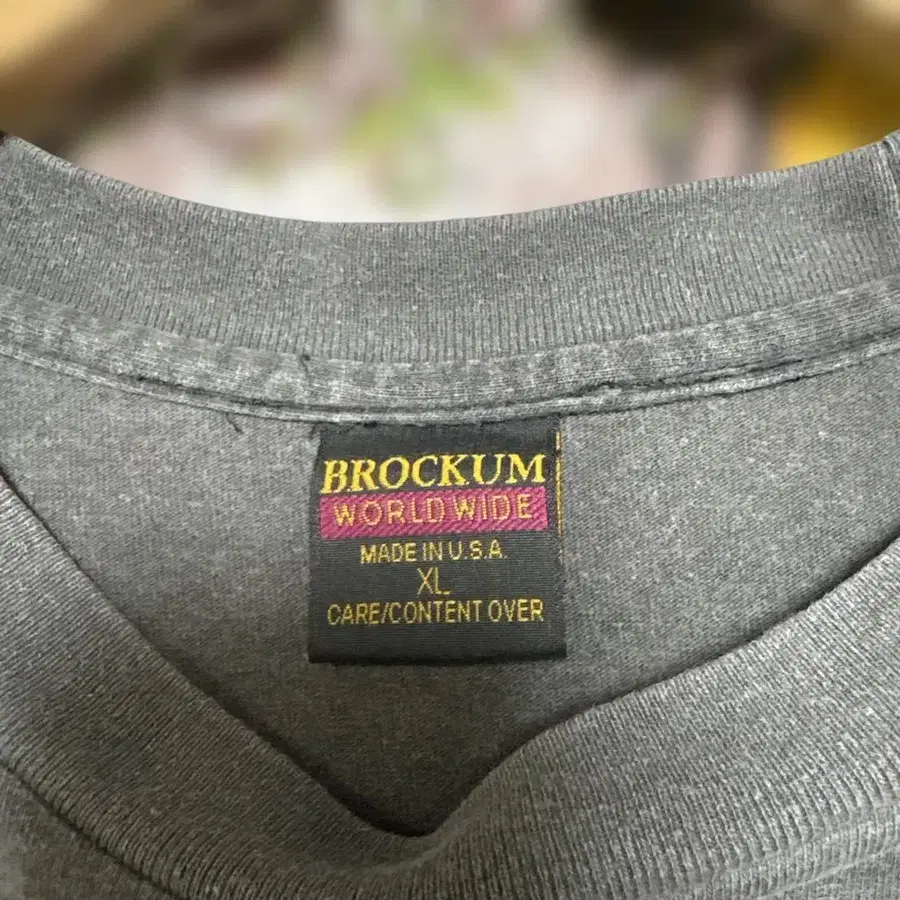 BROCKUM
WORLD WIDE
MADE IN U.S.A.
XL
CARE/CONTENT OVER